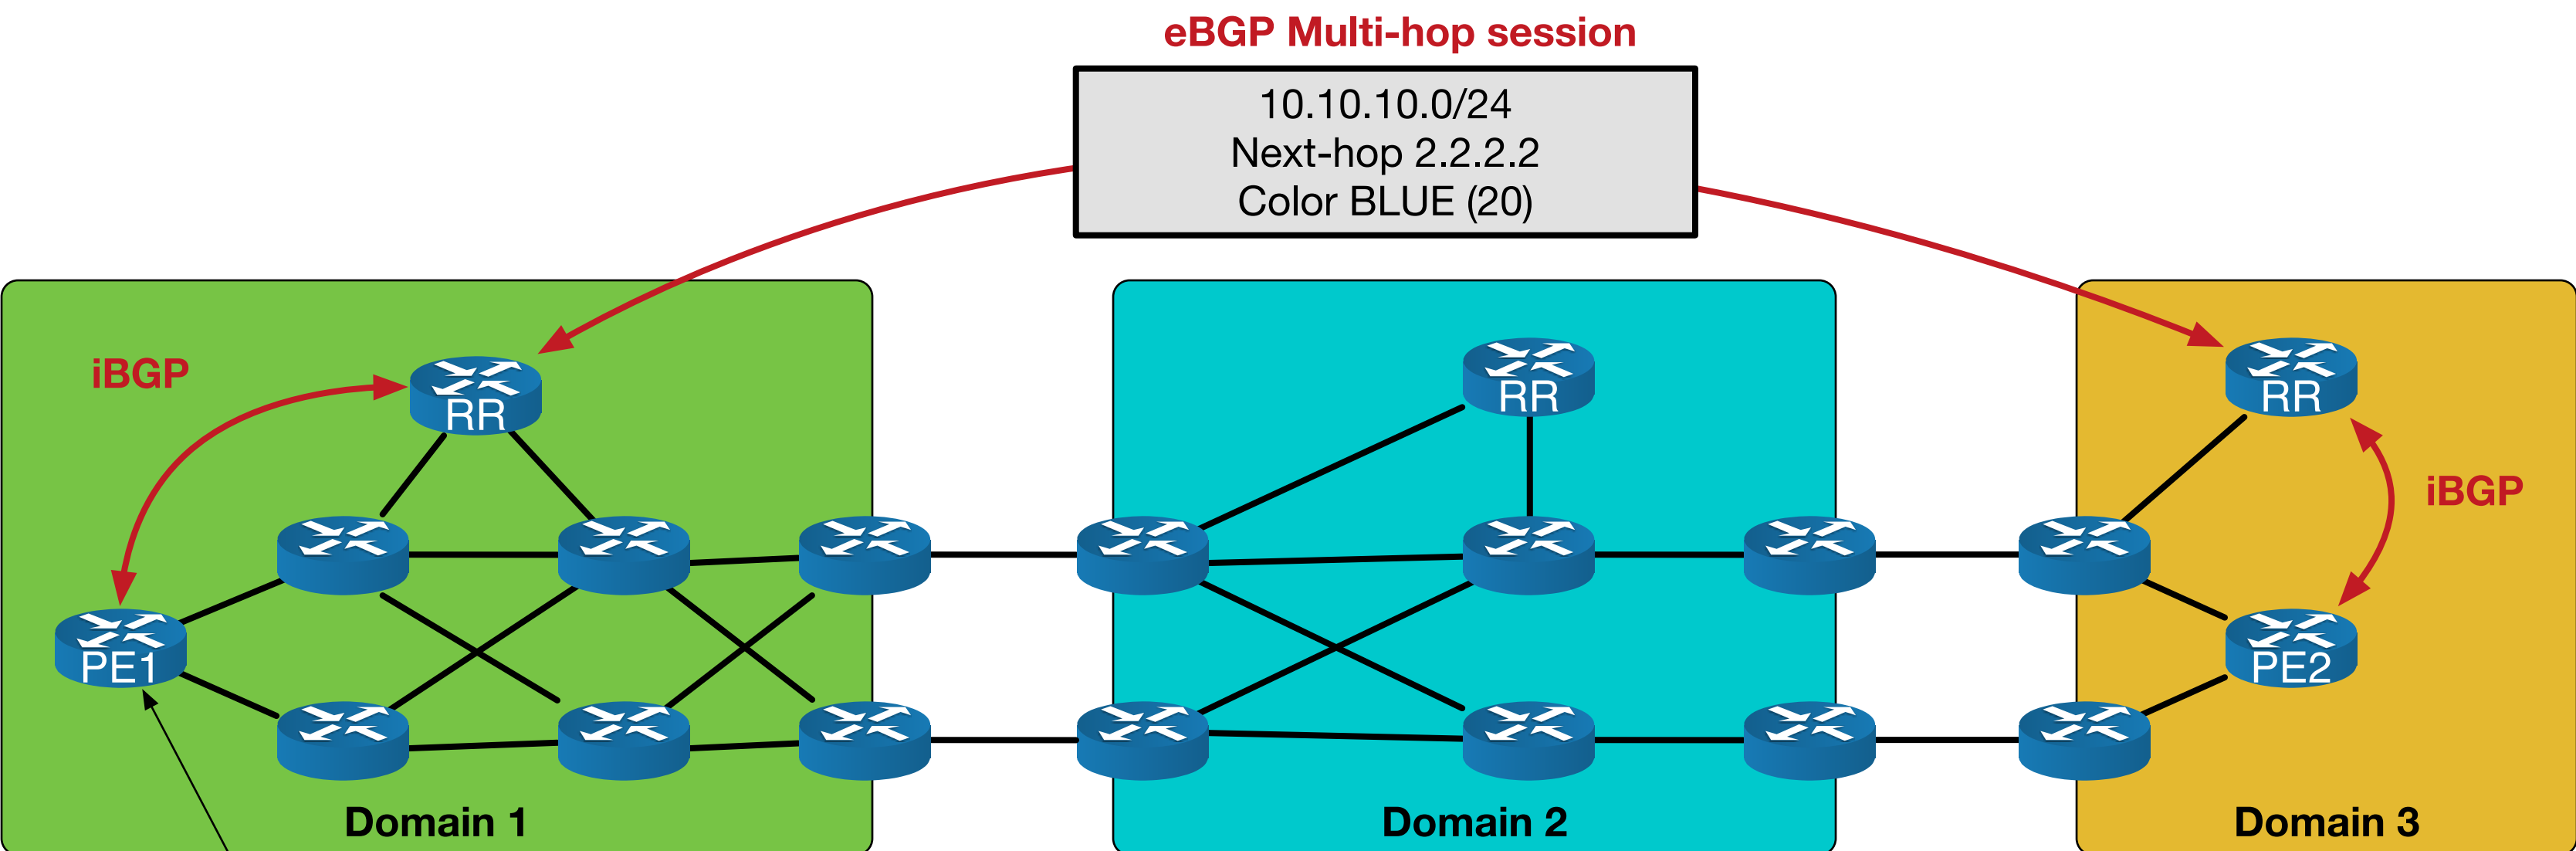 eBGP Multi-hop session
10.10.10.0/24
Next-hop 2.2.2.2
Color BLUE (20)
iBGP
RR
RR
RR
iBGP
PE1
PE2
Domain 1
Domain 2
Domain 3